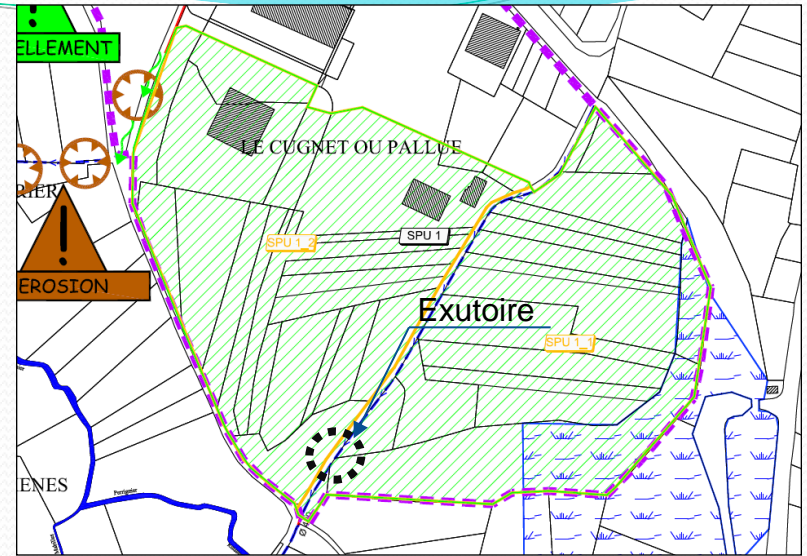 ELLEMENT
LE CUGNET OU PALLUE
RIER
SPU 1
SPU 1_2
EROSION
Exutoire
SPU 1_1
ENES